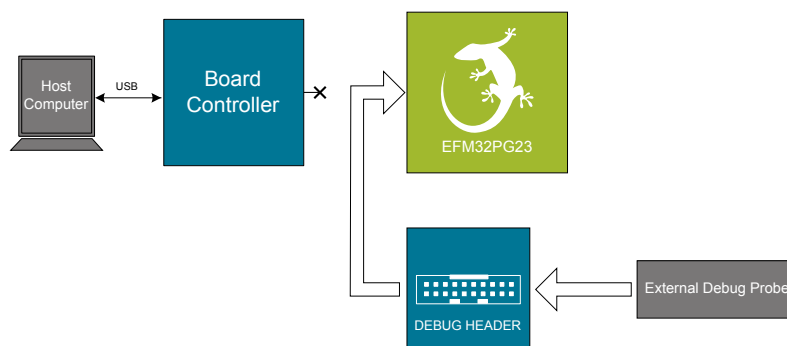 Host
Computer
USB
Board
Controller
EFM32PG23
External Debug Probe
DEBUG HEADER